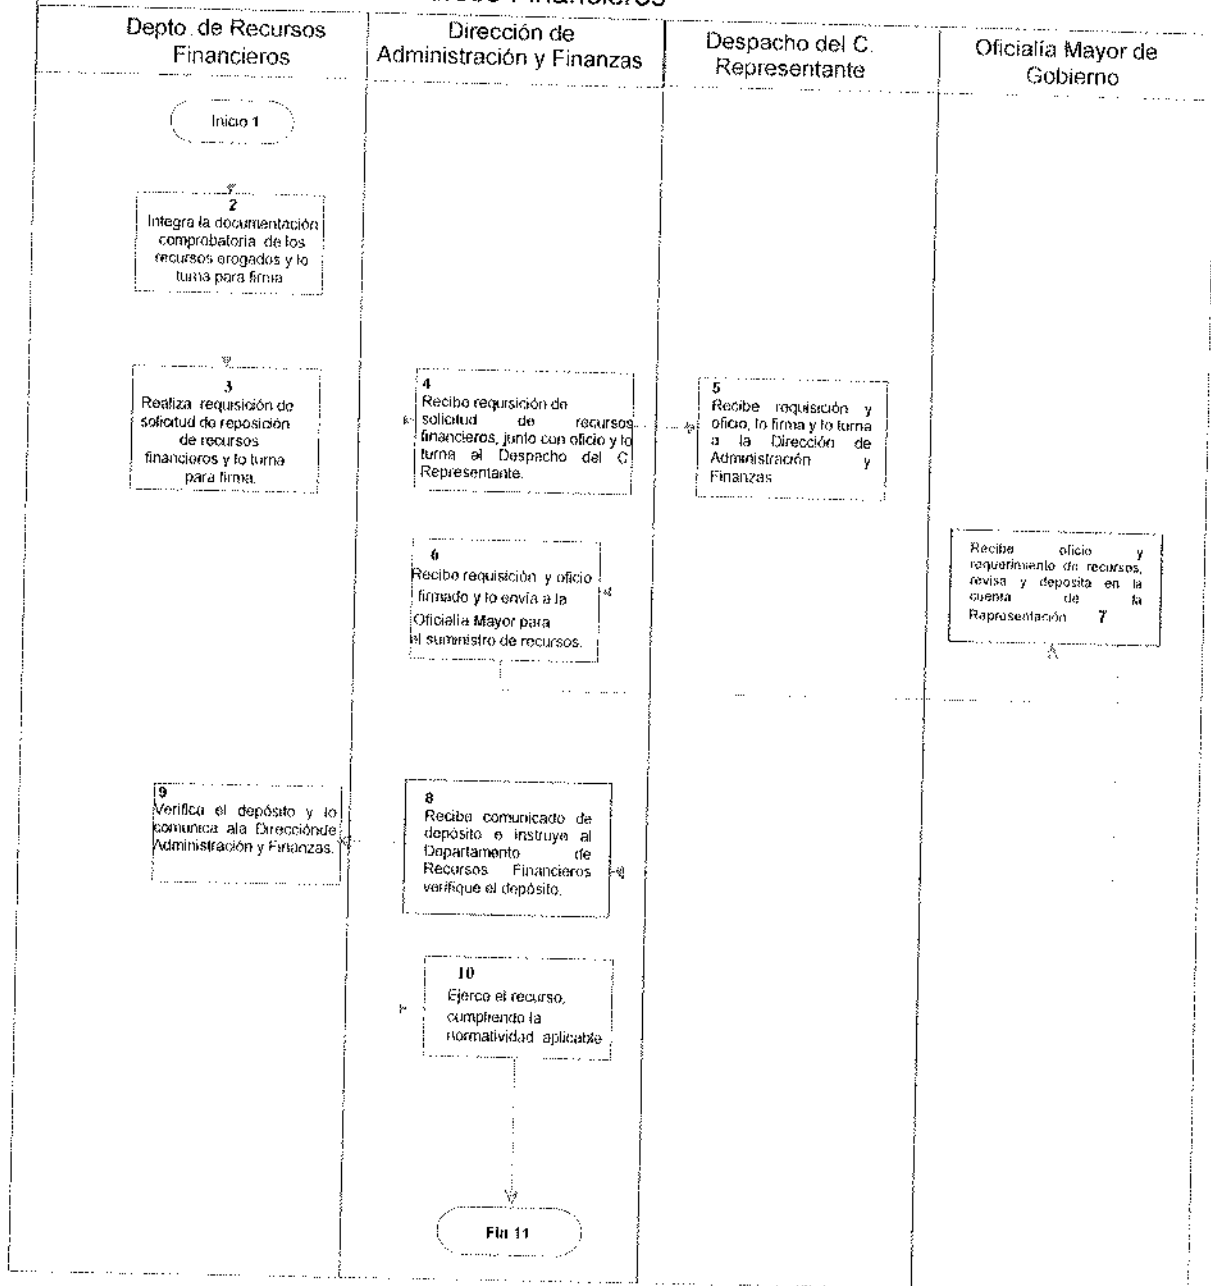 Financieros
Depto. de Recursos
Financieros
Dirección de
Administración y Finanzas
Despacho del C.
Representante
Oficialía Mayor de
Gobierno
Inicio 1
2
Integra la documentación
comprobatoria de los
recursos erogados y lo
turna para firma
3
Realiza requisición de
solicitud de reposición
de recursos
financieros y lo turna
para firma.
4
Recibe requisición de
solicitud de recursos
financieros, junto con oficio y lo
turna al Despacho del C.
Representante.
5
Recibe requisición y
oficio, lo firma y lo turna
a la Dirección de
Administración y
Finanzas
6
Recibe requisición y oficio
firmado y lo envía a la
Oficialía Mayor para
el suministro de recursos.
Recibe oficio y
requerimiento de recursos,
revisa y deposita en la
cuenta de la
Representación 7
9
Verifica el depósito y lo
comunica ala Direcciónde
Administración y Finanzas.
8
Recibe comunicado de
depósito e instruye al
Departamento de
Recursos Financieros
verifique el depósito.
10
Ejerce el recurso,
cumpliendo la
normatividad aplicable
Fin 11